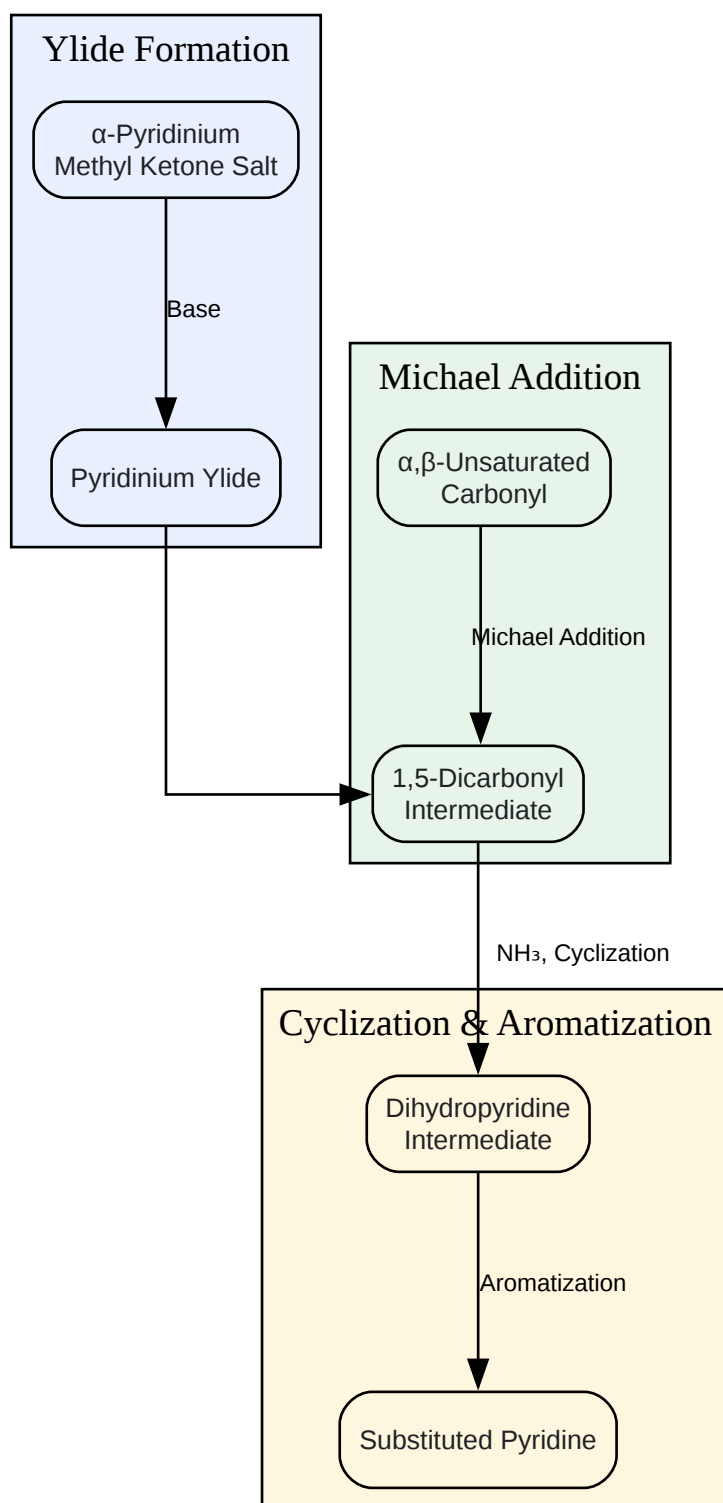 Ylide Formation
α-Pyridinium
Methyl Ketone Salt
Base
Pyridinium Ylide
Michael Addition
α,β-Unsaturated
Carbonyl
Michael Addition
1,5-Dicarbonyl
Intermediate
NH₃, Cyclization
Cyclization & Aromatization
Dihydropyridine
Intermediate
Aromatization
Substituted Pyridine